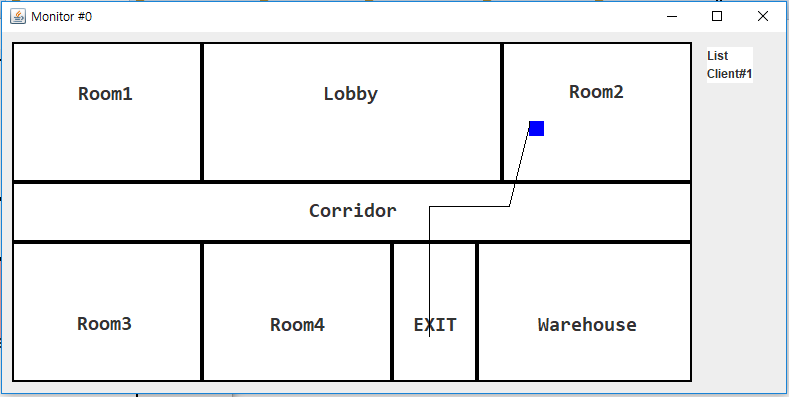 Monitor #0
List
Client#1
Room1
Lobby
Room2
Corridor
Room3
Room4
EXIT
Warehouse